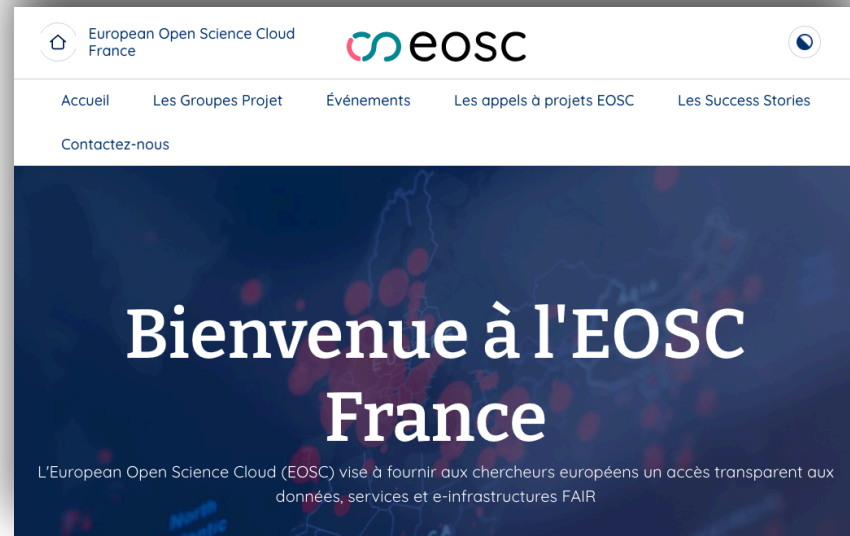 European Open Science Cloud
France
eosc
Accueil
Les Groupes Projet
Événements
Les appels à projets EOSC
Les Success Stories
Contactez-nous
Bienvenue à l'EOSC
France
L'European Open Science Cloud (EOSC) vise à fournir aux chercheurs européens un accès transparent aux
données, services et e-infrastructures FAIR
North